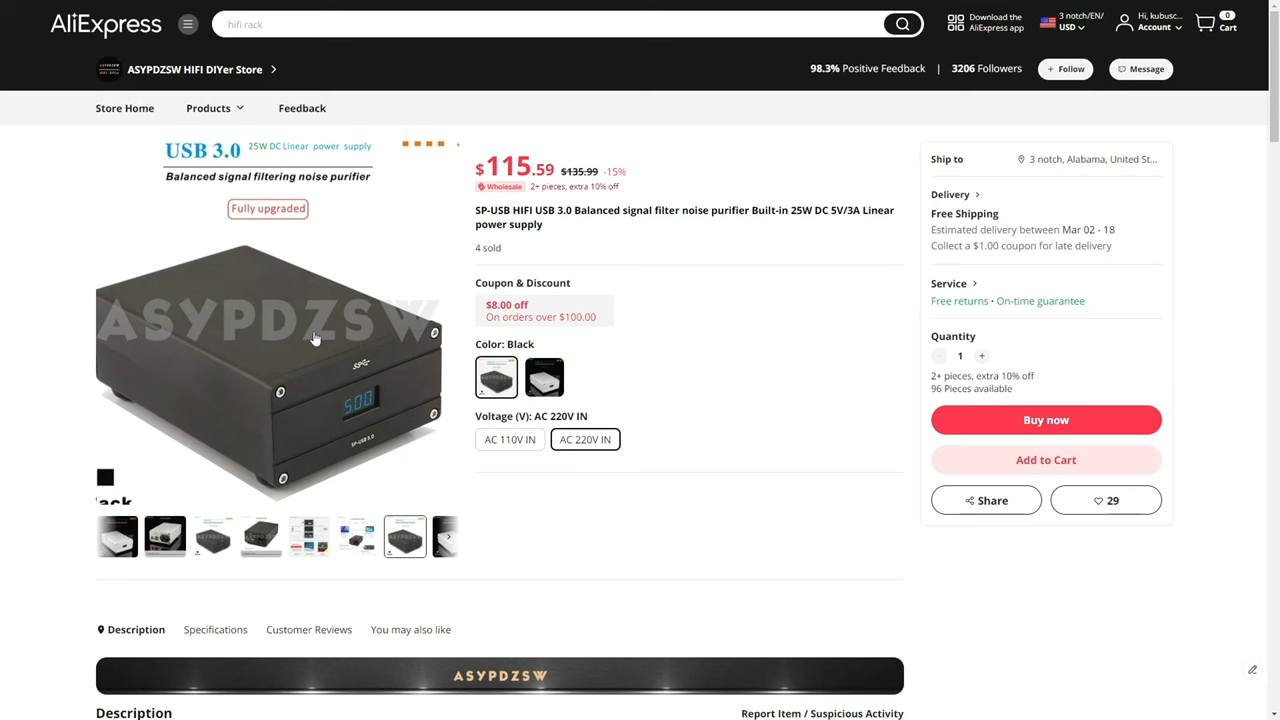 AliExpress
hifi rack
Download the
AliExpress app
3 notch/EN/
USD
Hi, kubusc...
Account
0
Cart
ASYPDZSW HIFI DIYer Store
98.3% Positive Feedback | 3206 Followers
+ Follow
Message
Store Home
Products
Feedback
USB 3.0 25W DC Linear power supply
Balanced signal filtering noise purifier
Fully upgraded
ASYPDZSW
5.00
SP-USB 3.0
$115.59 $135.99 -15%
Wholesale 2+ pieces, extra 10% off
SP-USB HIFI USB 3.0 Balanced signal filter noise purifier Built-in 25W DC 5V/3A Linear
power supply
4 sold
Coupon & Discount
$8.00 off
On orders over $100.00
Color: Black
Voltage (V): AC 220V IN
AC 110V IN
AC 220V IN
Ship to
3 notch, Alabama, United St...
Delivery
Free Shipping
Estimated delivery between Mar 02 - 18
Collect a $1.00 coupon for late delivery
Service
Free returns • On-time guarantee
Quantity
- 1 +
2+ pieces, extra 10% off
96 Pieces available
Buy now
Add to Cart
Share
29
Description
Specifications
Customer Reviews
You may also like
ASYPDZSW
Description
Report Item / Suspicious Activity